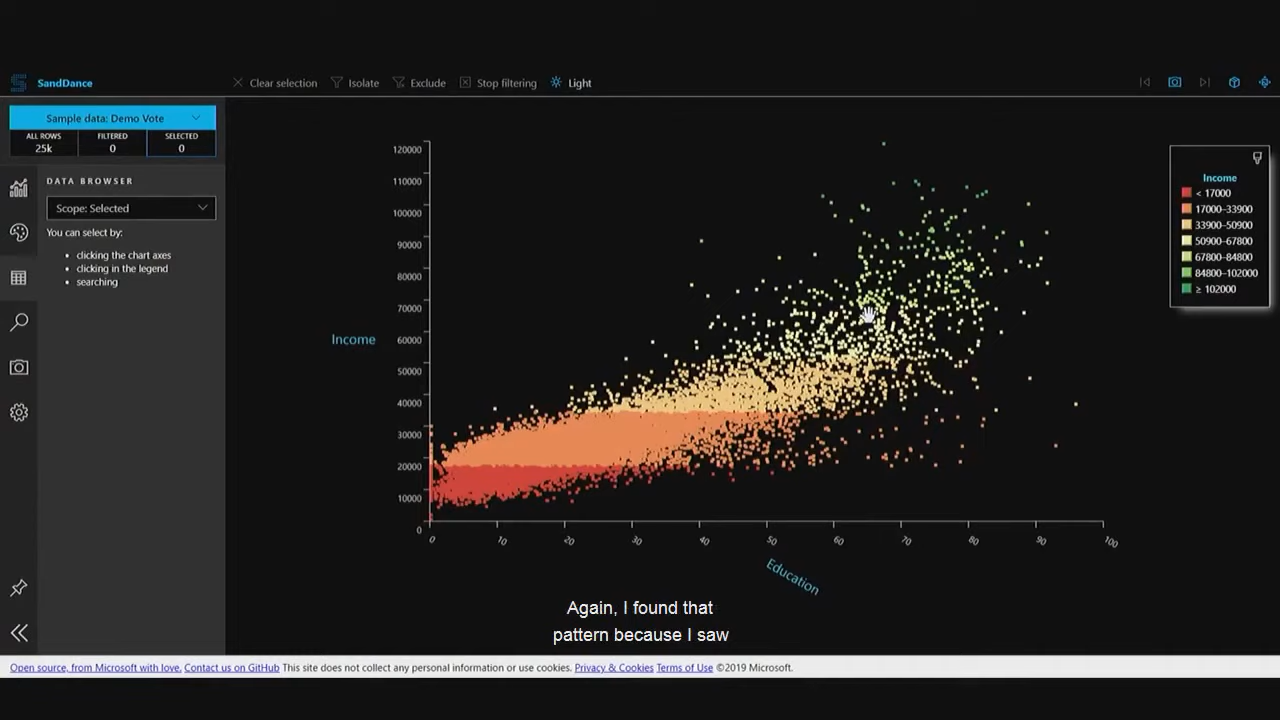 SandDance
Clear selection
Isolate
Exclude
Stop filtering
Light
Sample data: Demo Vote
ALL ROWS
FILTERED
SELECTED
25k
0
0
DATA BROWSER
Scope: Selected
You can select by:
• clicking the chart axes
• clicking in the legend
• searching
120000
110000
100000
90000
80000
70000
60000
50000
40000
30000
20000
10000
0
Income
0
10
20
30
40
50
60
70
80
90
100
Education
Income
< 17000
17000–33900
33900–50900
50900–67800
67800–84800
84800–102000
≥ 102000
Again, I found that
pattern because I saw
Open source, from Microsoft with love. Contact us on GitHub This site does not collect any personal information or use cookies. Privacy & Cookies Terms of Use ©2019 Microsoft.